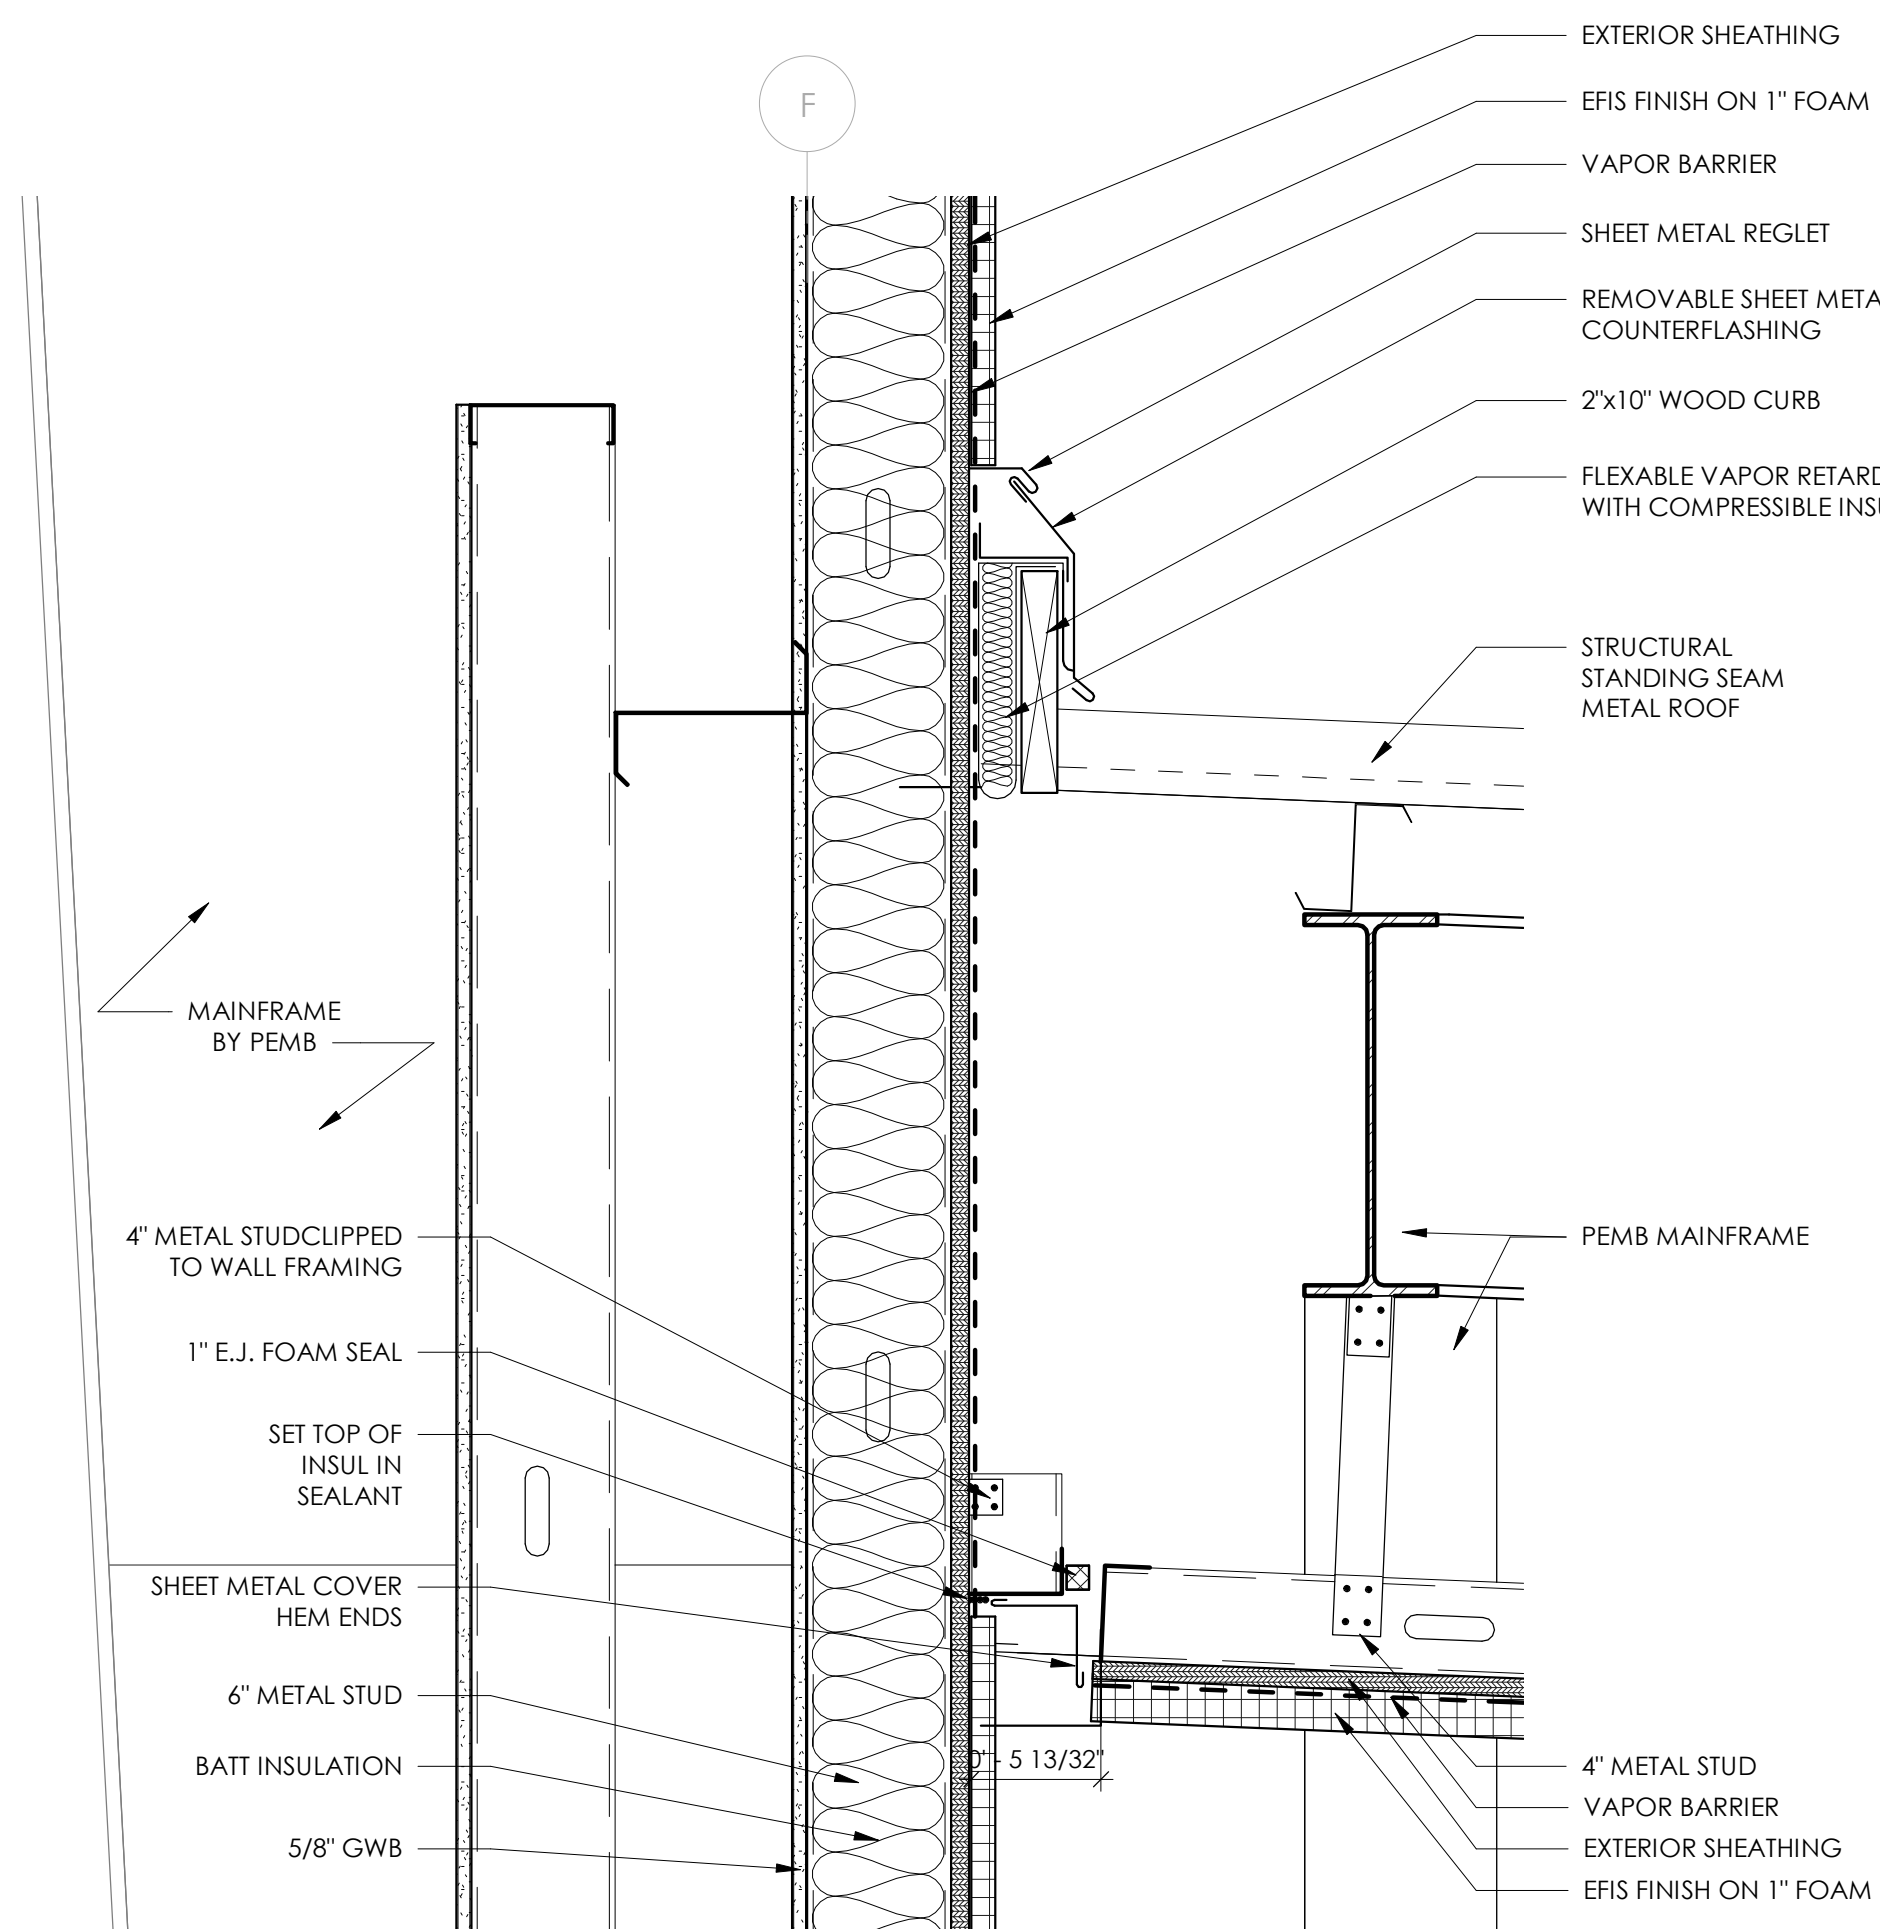 F
EXTERIOR SHEATHING
EFIS FINISH ON 1" FOAM
VAPOR BARRIER
SHEET METAL REGLET
REMOVABLE SHEET META
COUNTERFLASHING
2"x10" WOOD CURB
FLEXABLE VAPOR RETARD
WITH COMPRESSIBLE INSU
STRUCTURAL
STANDING SEAM
METAL ROOF
MAINFRAME
BY PEMB
4" METAL STUDCLIPPED
TO WALL FRAMING
PEMB MAINFRAME
1" E.J. FOAM SEAL
SET TOP OF
INSUL IN
SEALANT
SHEET METAL COVER
HEM ENDS
6" METAL STUD
BATT INSULATION
5/8" GWB
0' - 5 13/32"
4" METAL STUD
VAPOR BARRIER
EXTERIOR SHEATHING
EFIS FINISH ON 1" FOAM